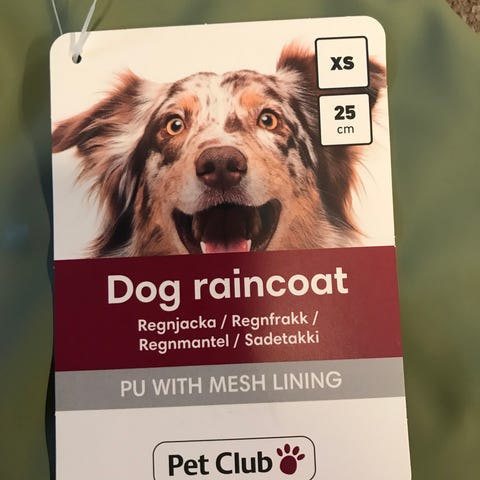 XS
25
cm
Dog raincoat
Regnjacka / Regnfrakk /
Regnmantel / Sadetakki
PU WITH MESH LINING
Pet Club